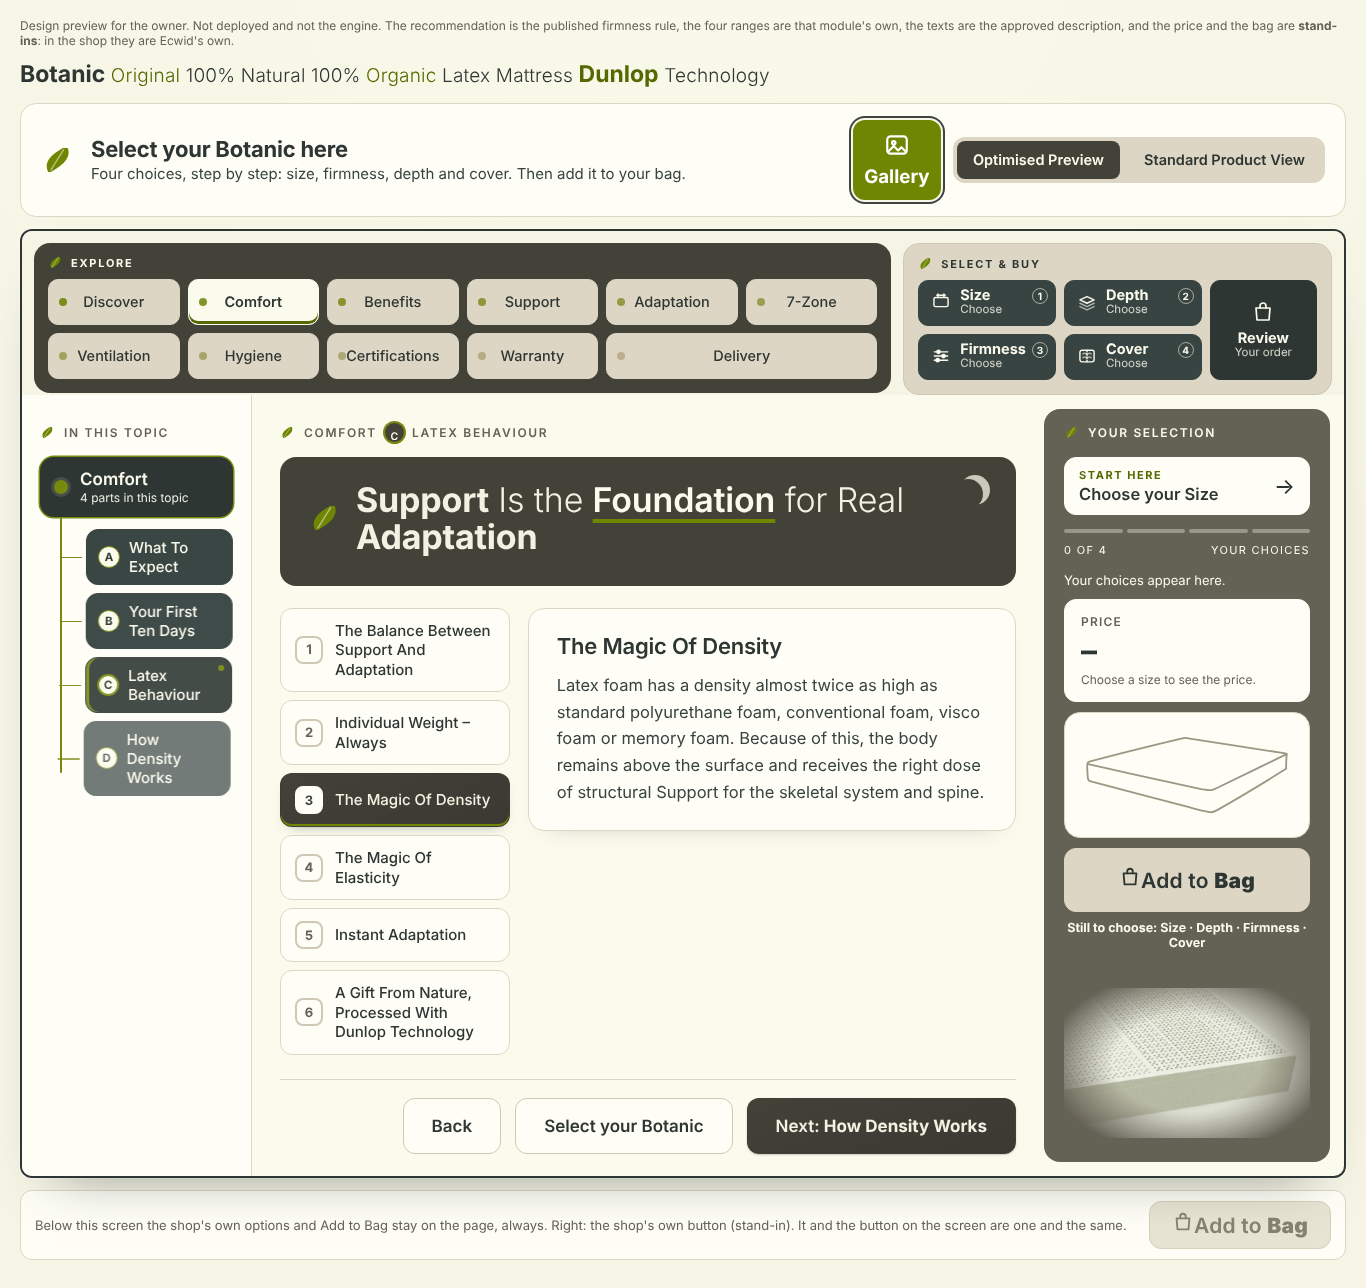 Design preview for the owner. Not deployed and not the engine. The recommendation is the published firmness rule, the four ranges are that module's own, the texts are the approved description, and the price and the bag are stand-
ins: in the shop they are Ecwid's own.
Botanic Original 100% Natural 100% Organic Latex Mattress Dunlop Technology
Select your Botanic here
Four choices, step by step: size, firmness, depth and cover. Then add it to your bag.
Gallery
Optimised Preview
Standard Product View
EXPLORE
Discover
Comfort
Benefits
Support
Adaptation
7-Zone
Ventilation
Hygiene
Certifications
Warranty
Delivery
SELECT & BUY
Size
Choose
1
Depth
Choose
2
Firmness
Choose
3
Cover
Choose
4
Review
Your order
IN THIS TOPIC
Comfort
4 parts in this topic
A
What To
Expect
B
Your First
Ten Days
C
Latex
Behaviour
D
How
Density
Works
COMFORT C LATEX BEHAVIOUR
Support Is the Foundation for Real
Adaptation
1
The Balance Between
Support And
Adaptation
2
Individual Weight –
Always
3
The Magic Of Density
4
The Magic Of
Elasticity
5
Instant Adaptation
6
A Gift From Nature,
Processed With
Dunlop Technology
The Magic Of Density
Latex foam has a density almost twice as high as
standard polyurethane foam, conventional foam, visco
foam or memory foam. Because of this, the body
remains above the surface and receives the right dose
of structural Support for the skeletal system and spine.
Back
Select your Botanic
Next: How Density Works
YOUR SELECTION
START HERE
Choose your Size
0 OF 4
YOUR CHOICES
Your choices appear here.
PRICE
–
Choose a size to see the price.
Add to Bag
Still to choose: Size · Depth · Firmness ·
Cover
Below this screen the shop's own options and Add to Bag stay on the page, always. Right: the shop's own button (stand-in). It and the button on the screen are one and the same.
Add to Bag